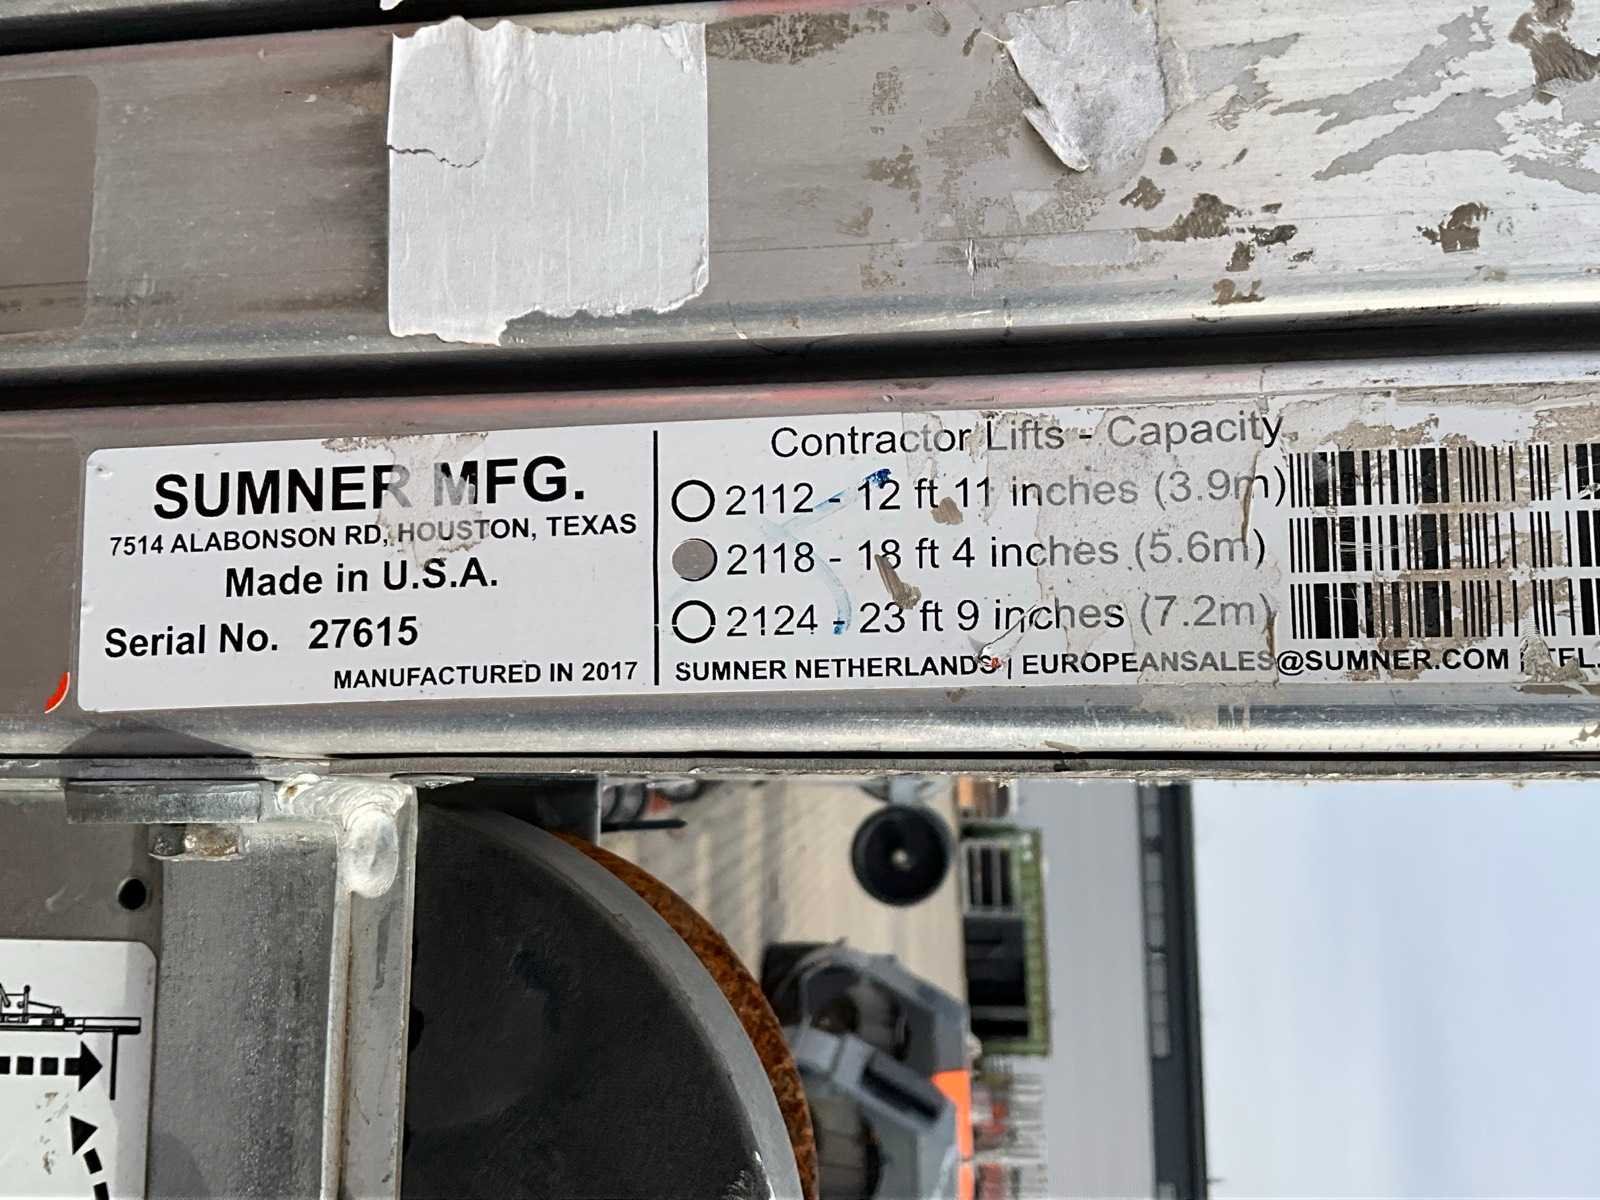 SUMNER MFG.
7514 ALABONSON RD, HOUSTON, TEXAS
Made in U.S.A.
Serial No. 27615
MANUFACTURED IN 2017
Contractor Lifts - Capacity
2112 - 12 ft 11 inches (3.9m)
2118 - 18 ft 4 inches (5.6m)
2124 - 23 ft 9 inches (7.2m)
SUMNER NETHERLANDS | EUROPEANSALES@SUMNER.COM | TEL.